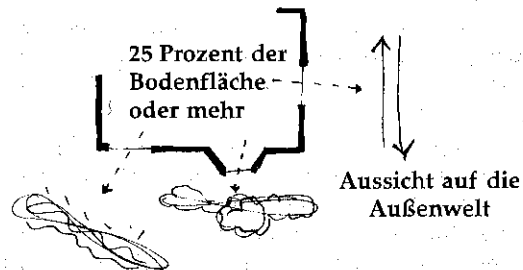 25 Prozent der
Bodenfläche
oder mehr
Aussicht auf die
Außenwelt